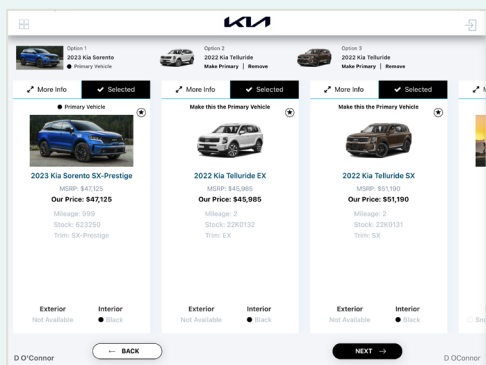 KIA
Option 1
2023 Kia Sorento
Primary Vehicle
Option 2
2022 Kia Telluride
Make Primary | Remove
Option 3
2022 Kia Telluride
Make Primary | Remove
More Info
Selected
Primary Vehicle
2023 Kia Sorento SX-Prestige
MSRP: $47,125
Our Price: $47,125
Mileage: 999
Stock: 623250
Trim: SX-Prestige
Exterior Interior
Not Available Black
More Info
Selected
Make this the Primary Vehicle
2022 Kia Telluride EX
MSRP: $45,985
Our Price: $45,985
Mileage: 2
Stock: 22K0132
Trim: EX
Exterior Interior
Not Available Black
More Info
Selected
Make this the Primary Vehicle
2022 Kia Telluride SX
MSRP: $51,190
Our Price: $51,190
Mileage: 2
Stock: 22K0131
Trim: SX
Exterior Interior
Not Available Black
← BACK
NEXT →
D O'Connor
D OConnor